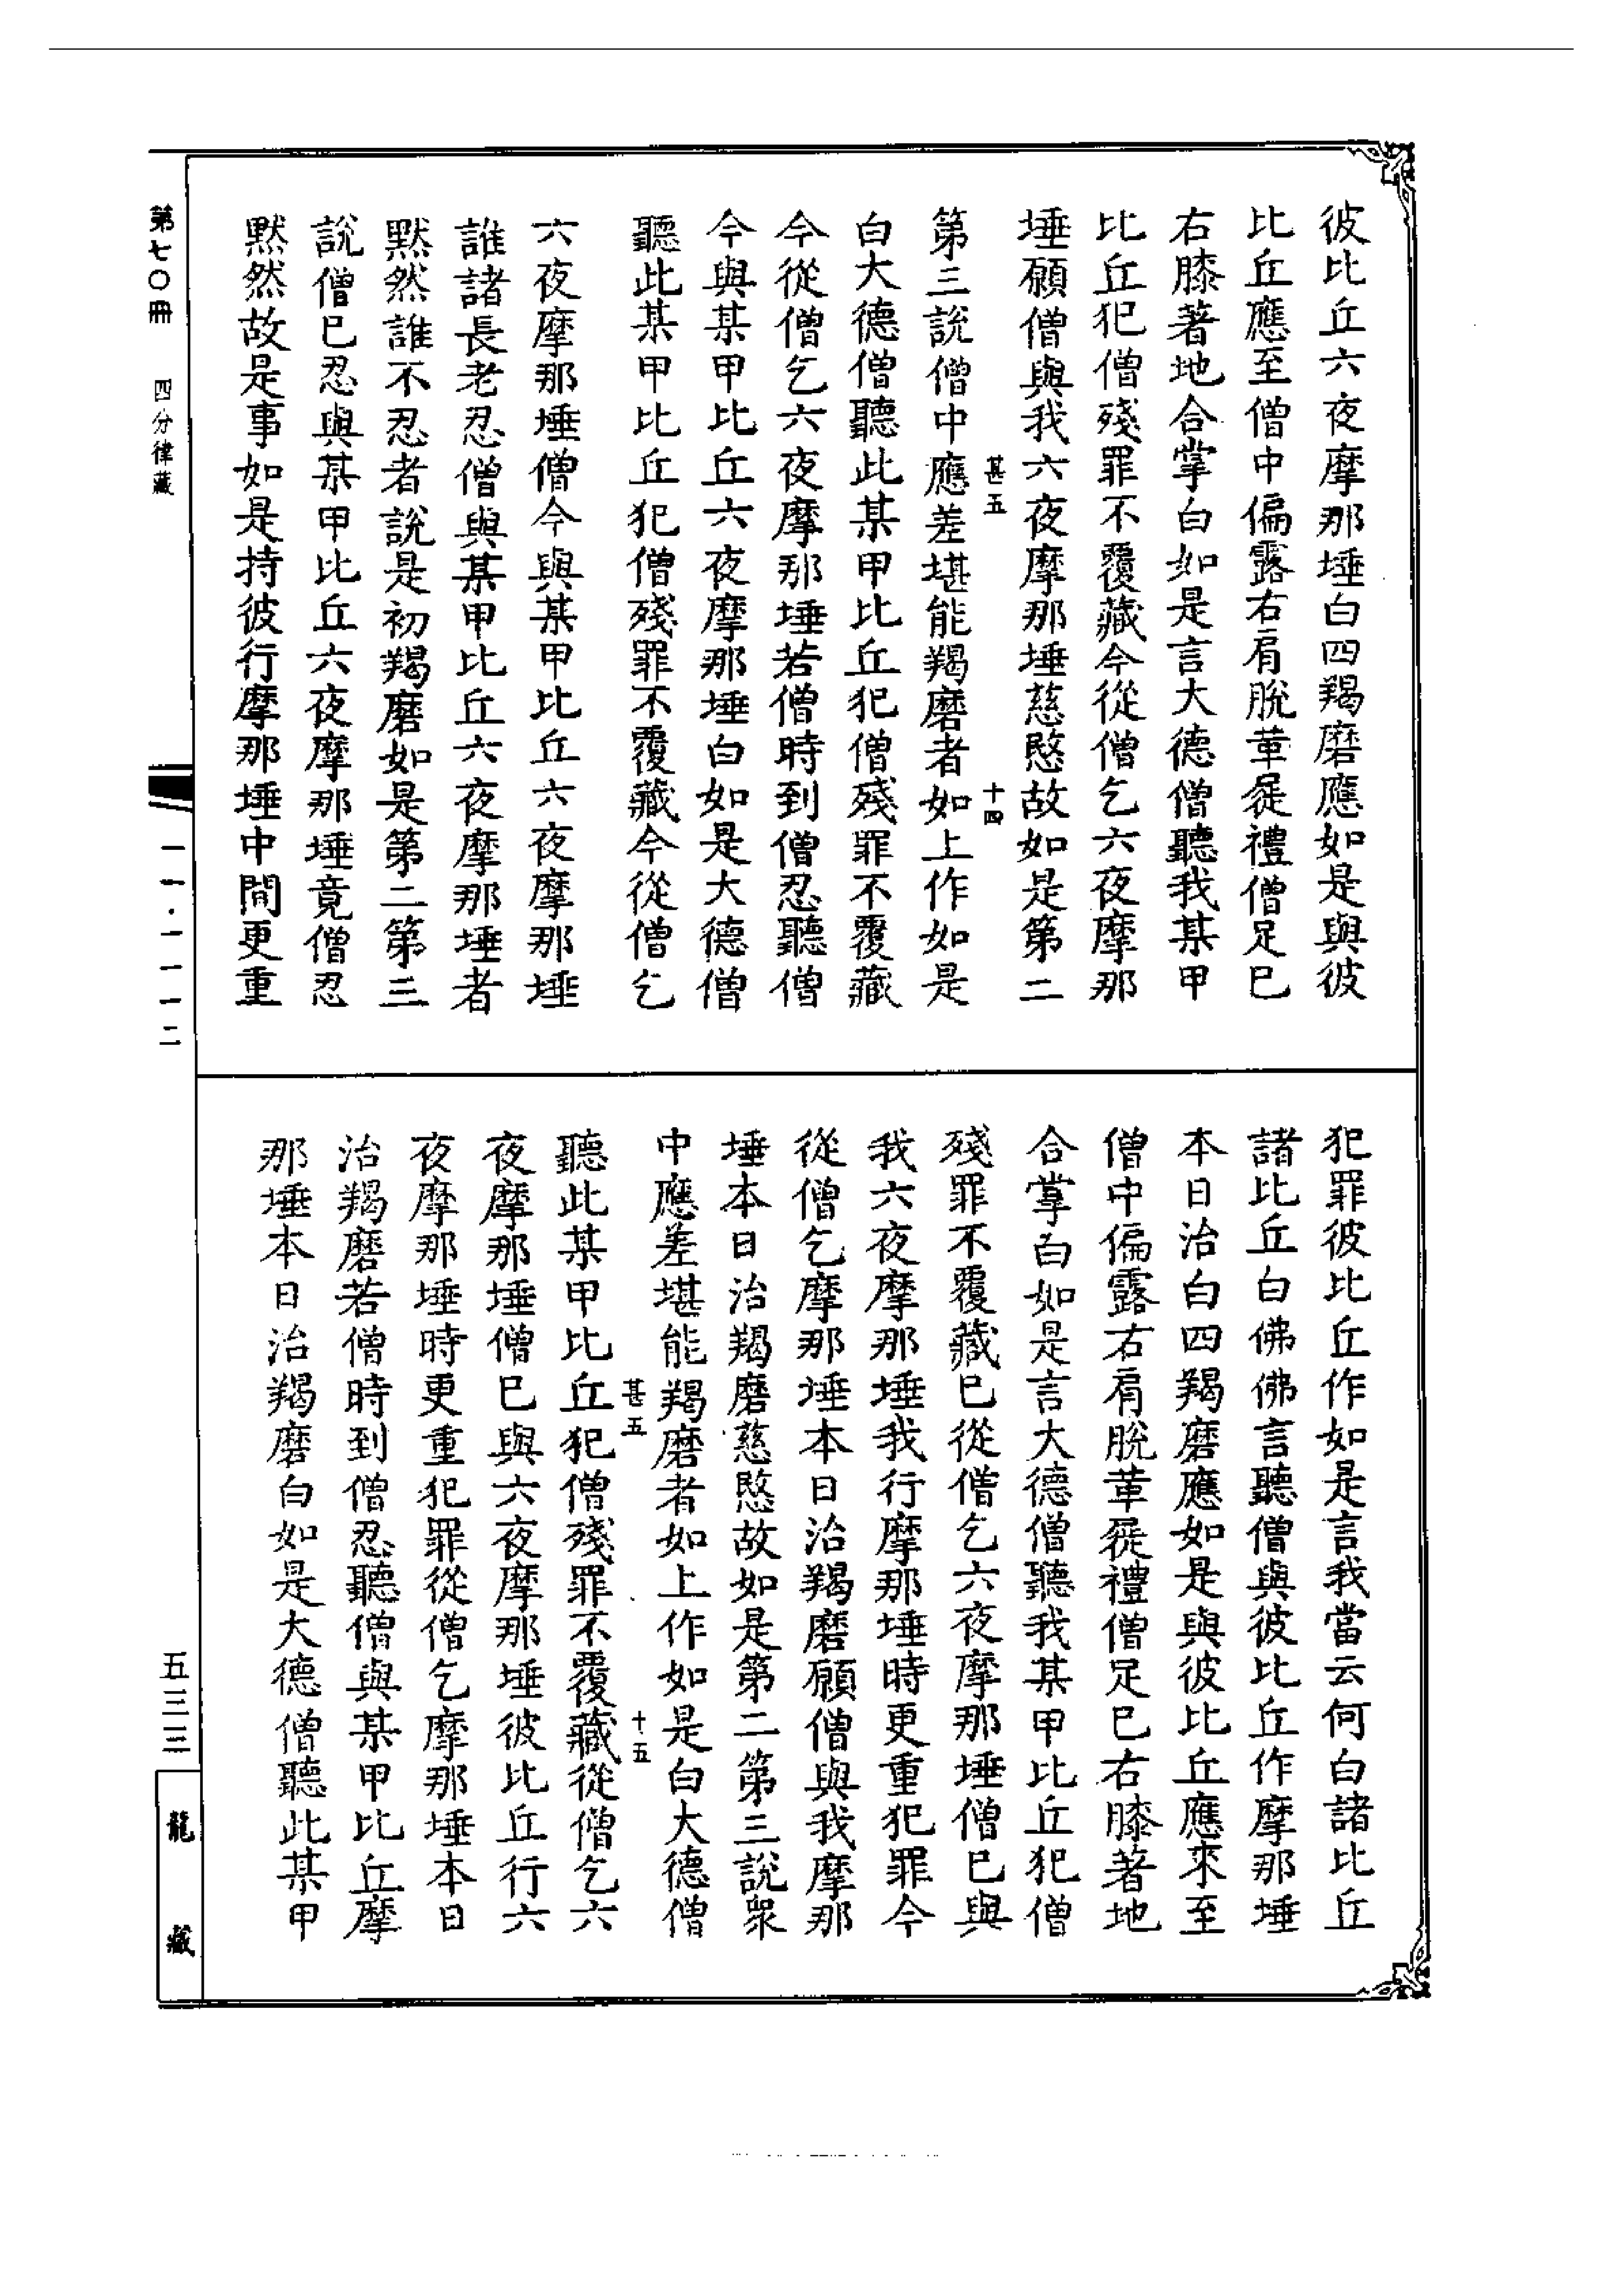 彼比丘六夜摩那埵白四羯磨應如是與彼
比丘應至僧中偏露右肩脫革屣禮僧足已
右膝著地合掌白如是言大德僧聽我某甲
比丘犯僧殘罪不覆藏今從僧乞六夜摩那
埵願僧與我六夜摩那埵慈愍故如是第二
甚五
十四
第三說僧中應差堪能羯磨者如上作如是
白大德僧聽此某甲比丘犯僧殘罪不覆藏
今從僧乞六夜摩那埵若僧時到僧忍聽僧
今與某甲比丘六夜摩那埵白如是大德僧
聽此某甲比丘犯僧殘罪不覆藏今從僧乞
六夜摩那埵僧今與某甲比丘六夜摩那埵
誰諸長老忍僧與某甲比丘六夜摩那埵者
默然誰不忍者說是初羯磨如是第二第三
說僧已忍與某甲比丘六夜摩那埵竟僧忍
默然故是事如是持彼行摩那埵中間更重
犯罪彼比丘作如是言我當云何白諸比丘
諸比丘白佛佛言聽僧與彼比丘作摩那埵
本日治白四羯磨應如是與彼比丘應來至
僧中偏露右肩脫革屣禮僧足已右膝著地
合掌白如是言大德僧聽我某甲比丘犯僧
殘罪不覆藏已從僧乞六夜摩那埵僧已與
我六夜摩那埵我行摩那埵時更重犯罪今
從僧乞摩那埵本日治羯磨願僧與我摩那
埵本日治羯磨慈愍故如是第二第三說眾
中應差堪能羯磨者如上作如是白大德僧
甚五
十五
聽此某甲比丘犯僧殘罪不覆藏從僧乞六
夜摩那埵僧已與六夜摩那埵彼比丘行六
夜摩那埵時更重犯罪從僧乞摩那埵本日
治羯磨若僧時到僧忍聽僧與某甲比丘摩
那埵本日治羯磨白如是大德僧聽此某甲
第七〇冊 四分律藏
一一·一一一二
五三三
龍藏